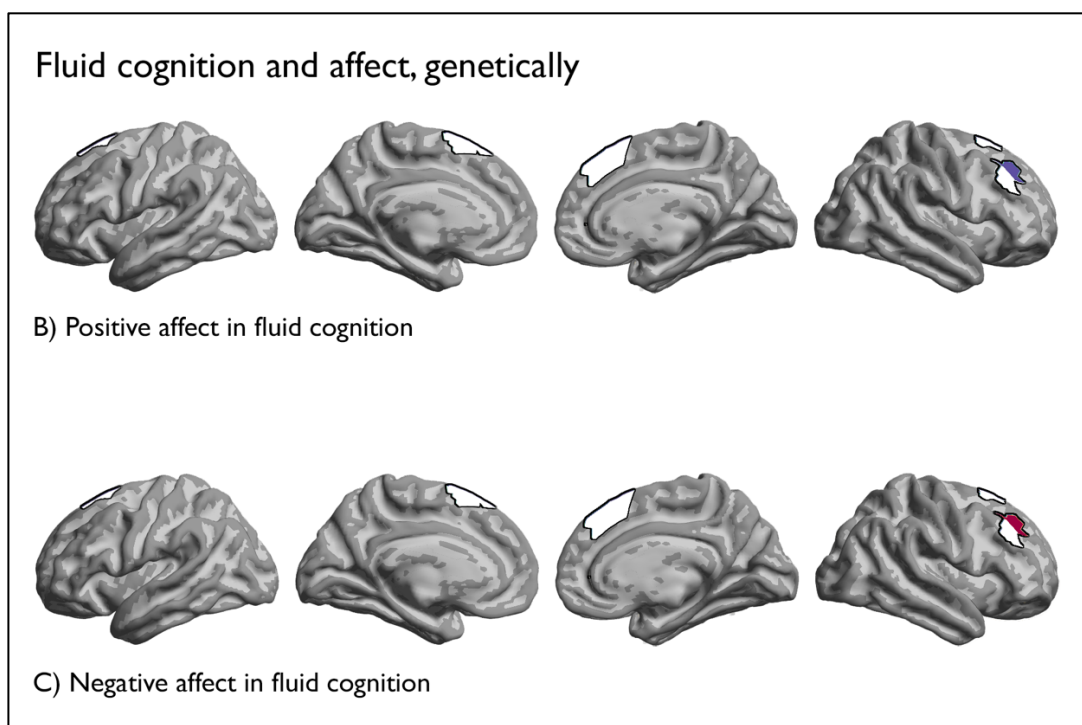 Fluid cognition and affect, genetically
B) Positive affect in fluid cognition
C) Negative affect in fluid cognition